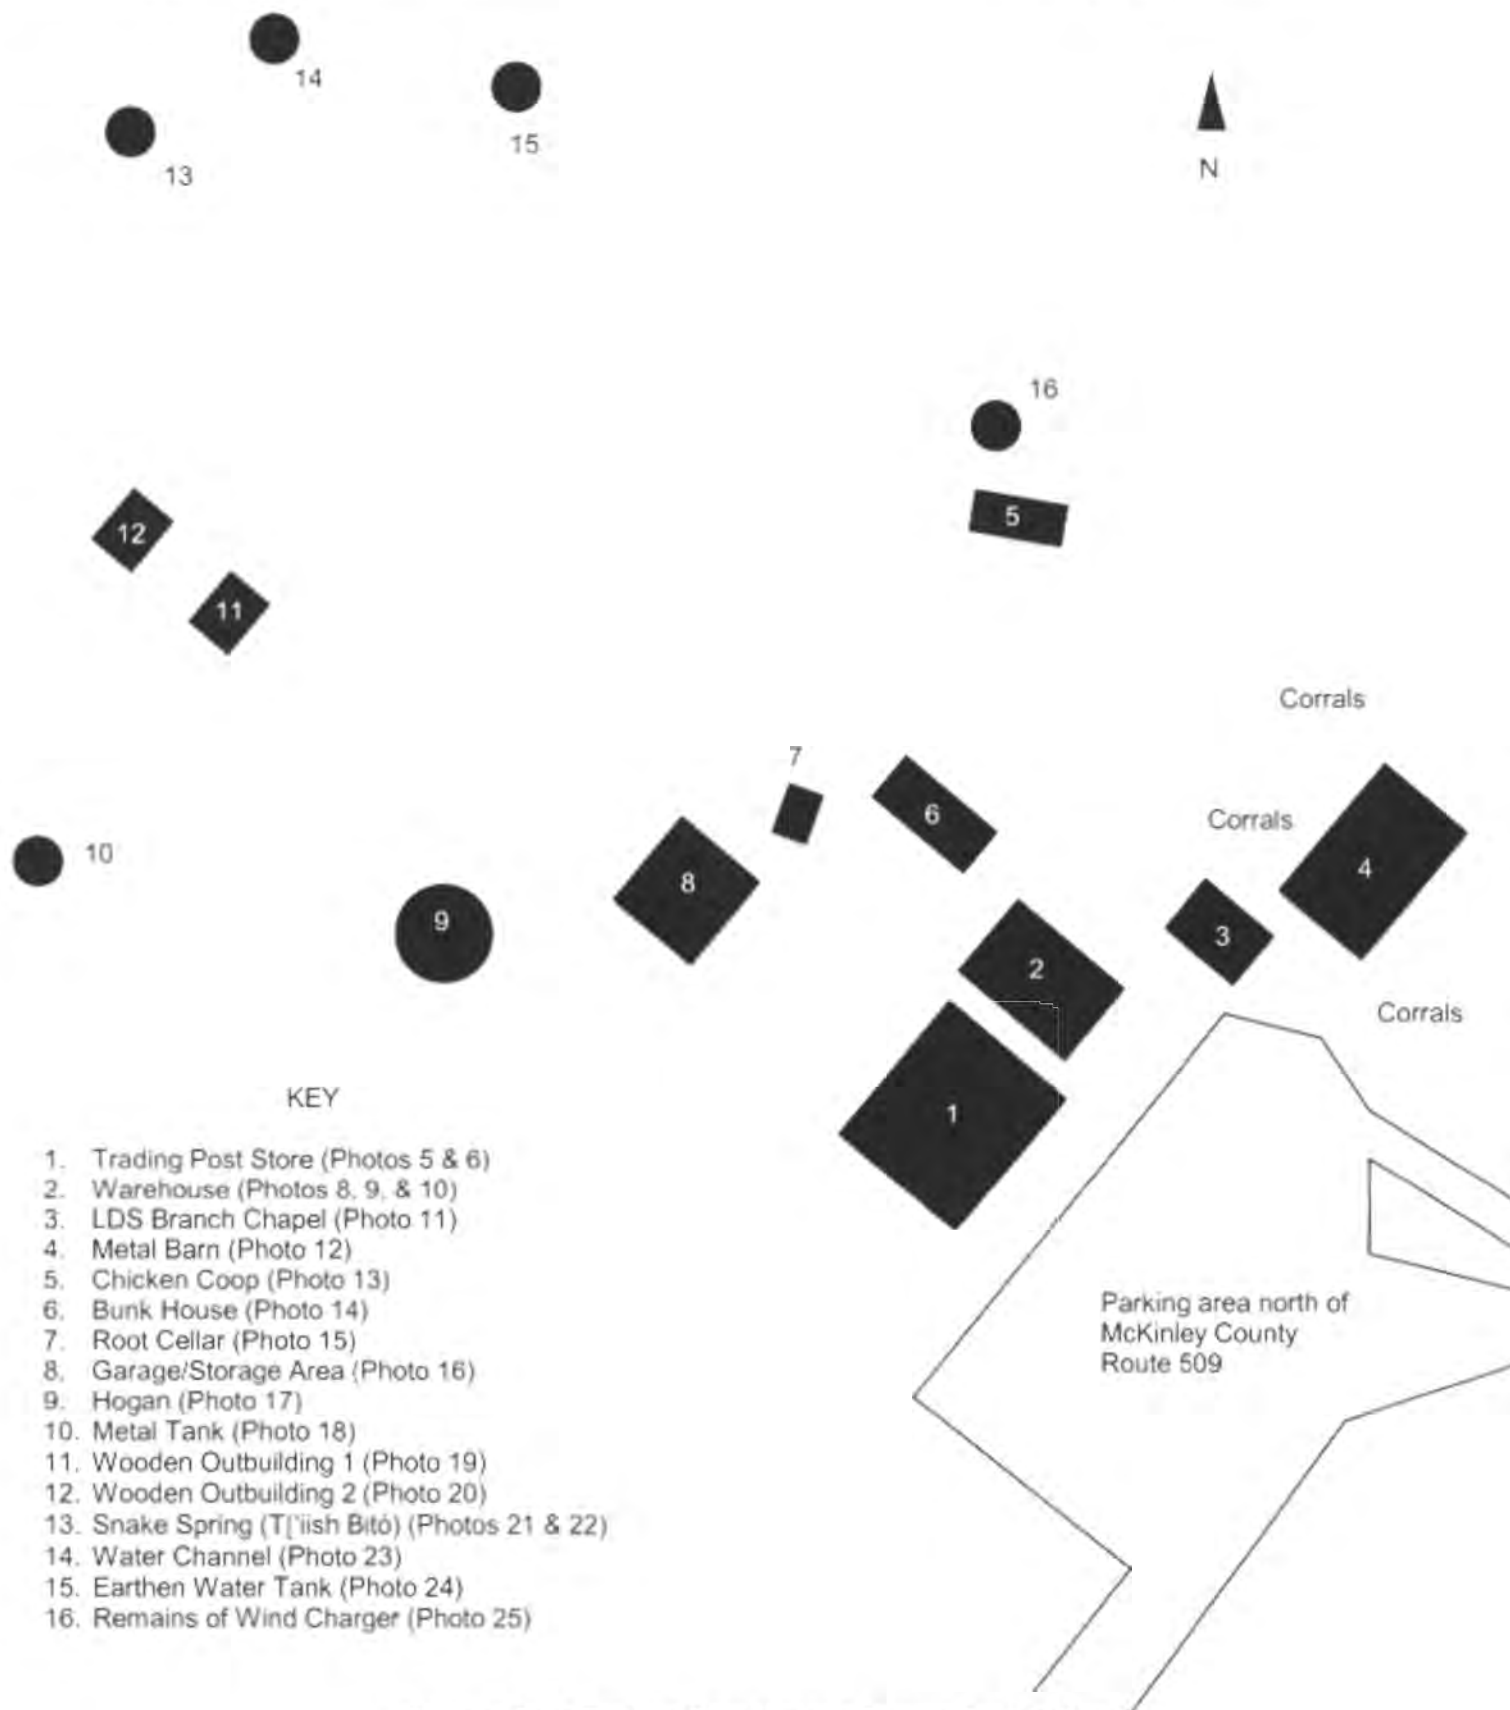 14
15
13
N
16
5
12
11
Corrals
7
6
Corrals
10
8
4
9
3
2
Corrals
1
KEY
1. Trading Post Store (Photos 5 & 6)
2. Warehouse (Photos 8, 9, & 10)
3. LDS Branch Chapel (Photo 11)
4. Metal Barn (Photo 12)
5. Chicken Coop (Photo 13)
6. Bunk House (Photo 14)
7. Root Cellar (Photo 15)
8. Garage/Storage Area (Photo 16)
9. Hogan (Photo 17)
10. Metal Tank (Photo 18)
11. Wooden Outbuilding 1 (Photo 19)
12. Wooden Outbuilding 2 (Photo 20)
13. Snake Spring (T['iish Bitó) (Photos 21 & 22)
14. Water Channel (Photo 23)
15. Earthen Water Tank (Photo 24)
16. Remains of Wind Charger (Photo 25)
Parking area north of
McKinley County
Route 509